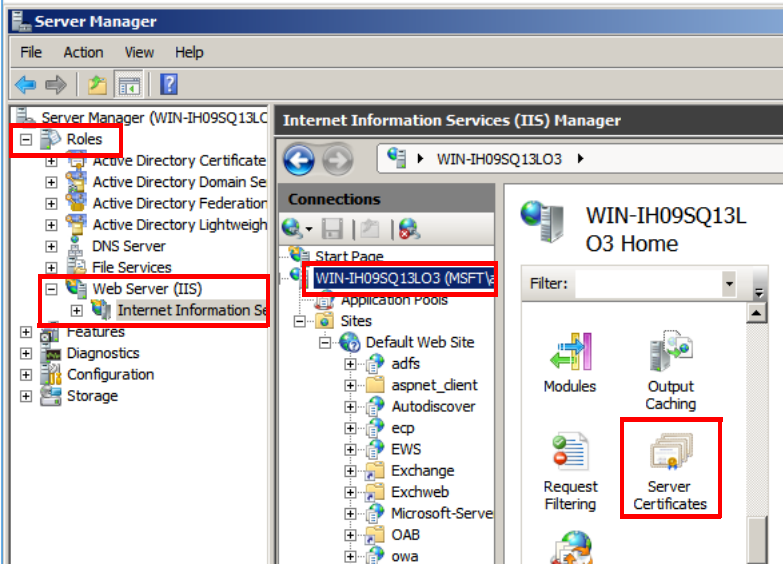 Server Manager
File Action View Help
Server Manager (WIN-IH09SQ13LC
Roles
Active Directory Certificate
Active Directory Domain Se
Active Directory Federation
Active Directory Lightweigh
DNS Server
File Services
Web Server (IIS)
Internet Information Se
Features
Diagnostics
Configuration
Storage
Internet Information Services (IIS) Manager
WIN-IH09SQ13LO3
Connections
Start Page
WIN-IH09SQ13LO3 (MSFT\a
Application Pools
Sites
Default Web Site
adfs
aspnet_client
Autodiscover
ecp
EWS
Exchange
Exchweb
Microsoft-Serve
OAB
owa
WIN-IH09SQ13L
O3 Home
Filter:
Modules
Output
Caching
Request
Filtering
Server
Certificates